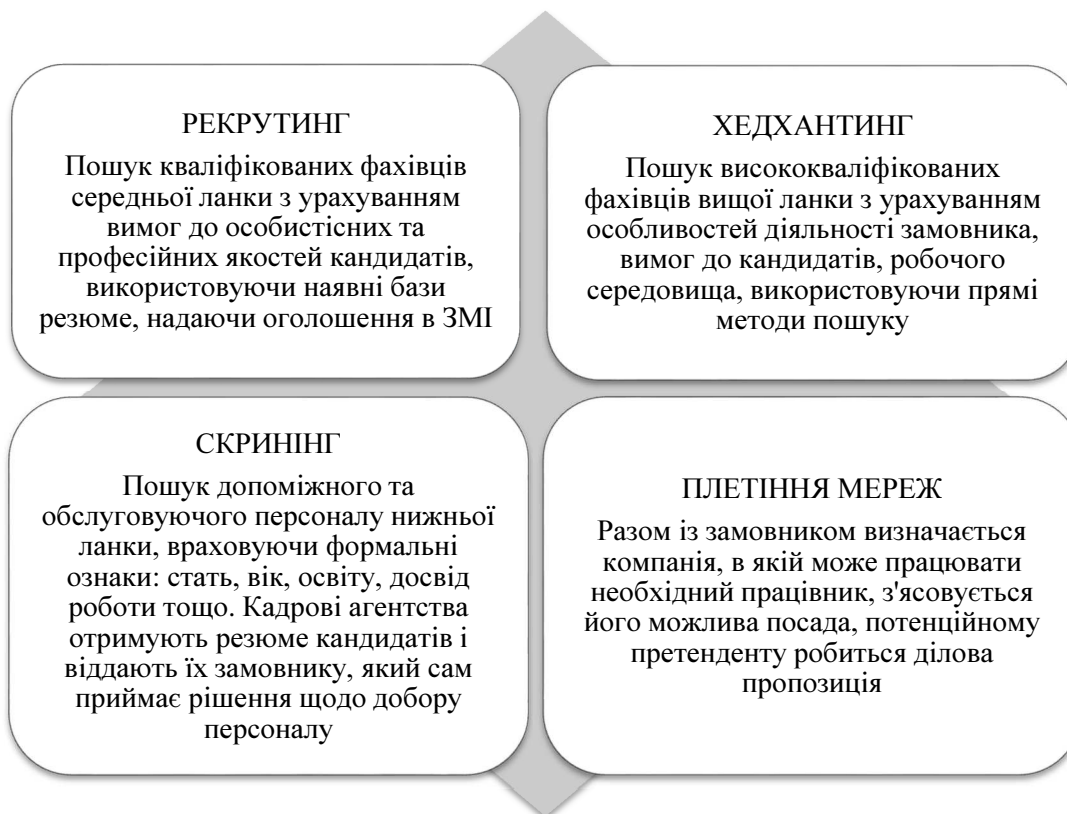 РЕКРУТИНГ
Пошук кваліфікованих фахівців
середньої ланки з урахуванням
вимог до особистісних та
професійних якостей кандидатів,
використовуючи наявні бази
резюме, надаючи оголошення в ЗМІ
ХЕДХАНТИНГ
Пошук висококваліфікованих
фахівців вищої ланки з урахуванням
особливостей діяльності замовника,
вимог до кандидатів, робочого
середовища, використовуючи прямі
методи пошуку
СКРИНІНГ
Пошук допоміжного та
обслуговуючого персоналу нижньої
ланки, враховуючи формальні
ознаки: стать, вік, освіту, досвід
роботи тощо. Кадрові агентства
отримують резюме кандидатів і
віддають їх замовнику, який сам
приймає рішення щодо добору
персоналу
ПЛЕТІННЯ МЕРЕЖ
Разом із замовником визначається
компанія, в якій може працювати
необхідний працівник, з'ясовується
його можлива посада, потенційному
претенденту робиться ділова
пропозиція